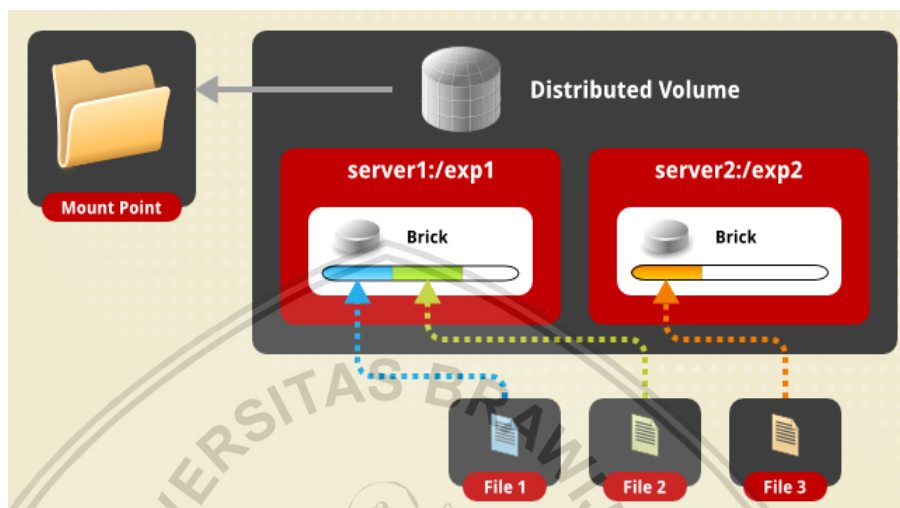 Distributed Volume
server1:/exp1
server2:/exp2
Mount Point
Brick
Brick
File 1
File 2
File 3